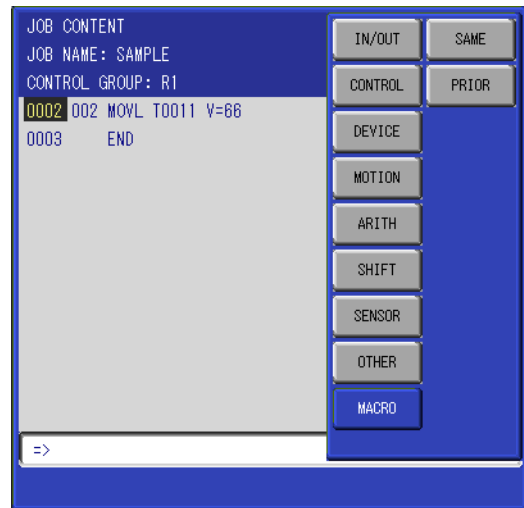 JOB CONTENT
JOB NAME: SAMPLE
CONTROL GROUP: R1
0002 002 MOVL T0011 V=66
0003 END
=>
IN/OUT
SAME
CONTROL
PRIOR
DEVICE
MOTION
ARITH
SHIFT
SENSOR
OTHER
MACRO